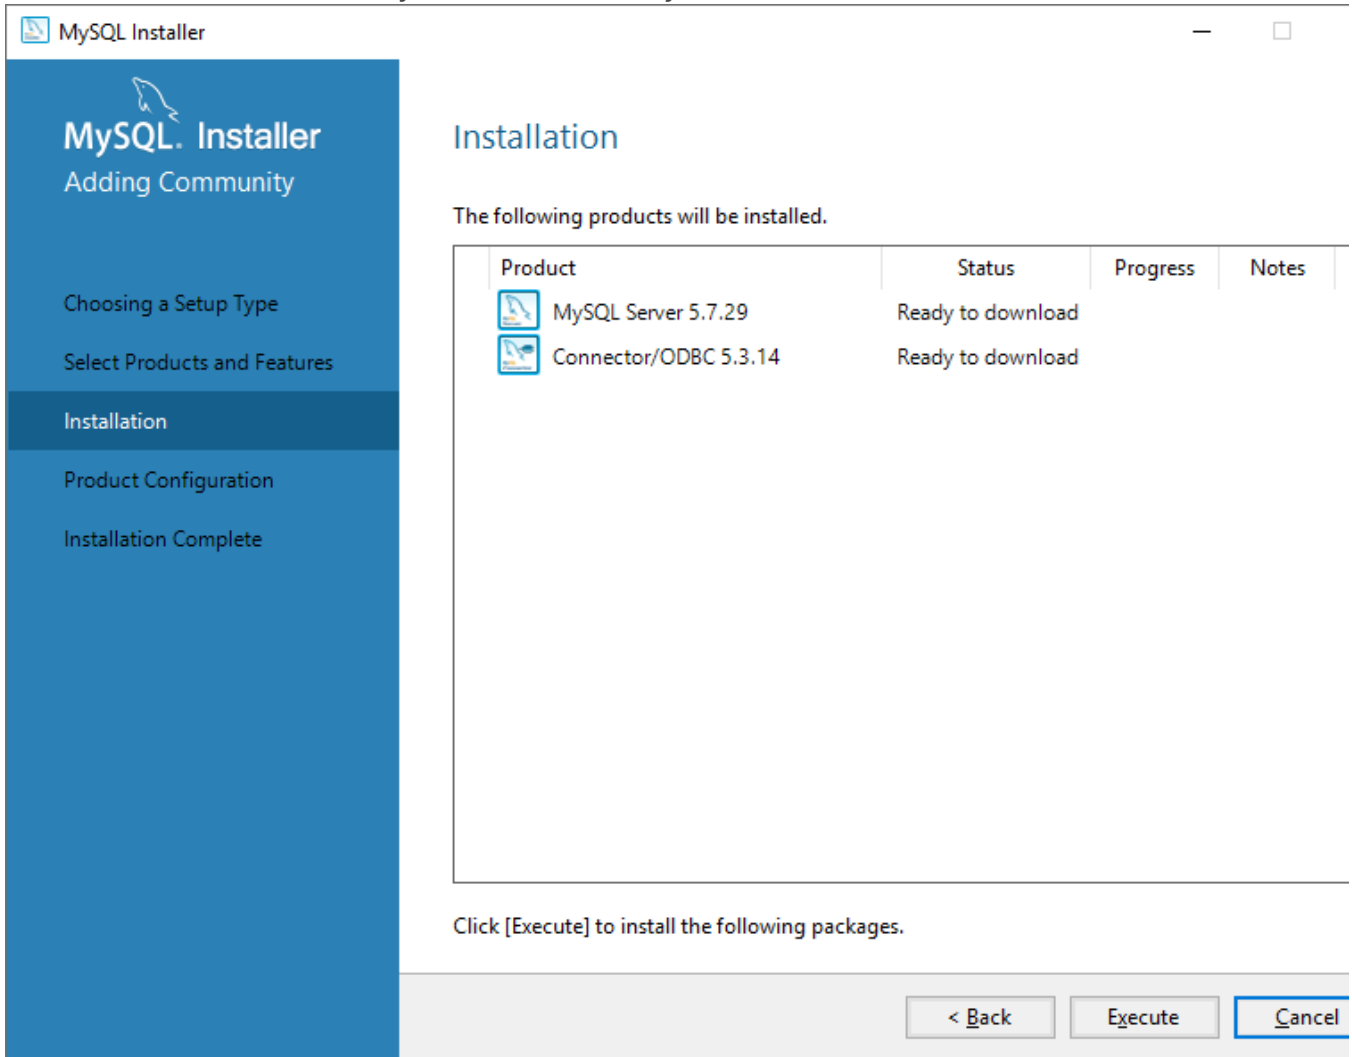 MySQL Installer
MySQL. Installer
Adding Community
Choosing a Setup Type
Select Products and Features
Installation
Product Configuration
Installation Complete
Installation
The following products will be installed.
Product Status Progress Notes
MySQL Server 5.7.29 Ready to download
Connector/ODBC 5.3.14 Ready to download
Click [Execute] to install the following packages.
< Back Execute Cancel